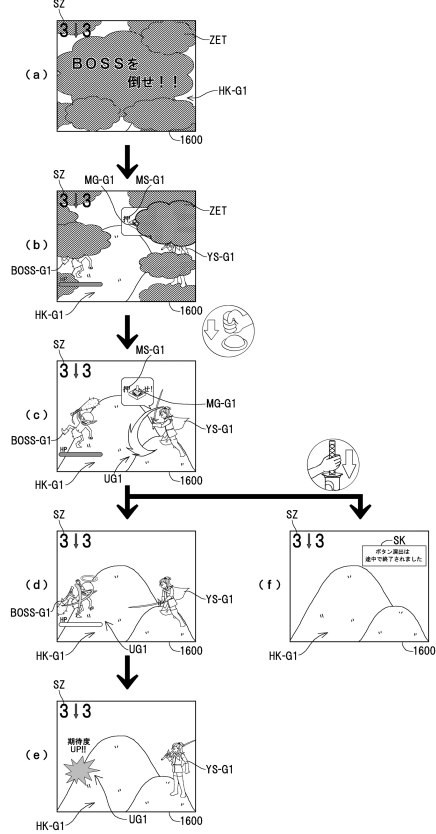 SZ
3↓3
ZET
(a)
BOSSを
倒せ!!
HK-G1
1600
SZ
MG-G1
MS-G1
3↓3
押
ZET
(b)
YS-G1
BOSS-G1
HP
1600
HK-G1
SZ
MS-G1
3↓3
押せ!
MG-G1
(c)
BOSS-G1
YS-G1
HP
HK-G1
UG1
1600
SZ
3↓3
(d)
YS-G1
BOSS-G1
HP
HK-G1
UG1
1600
SZ
SK
3↓3
ボタン演出は
途中で終了されました
(f)
HK-G1
1600
SZ
3↓3
期待度
UP!!
(e)
YS-G1
HK-G1
UG1
1600